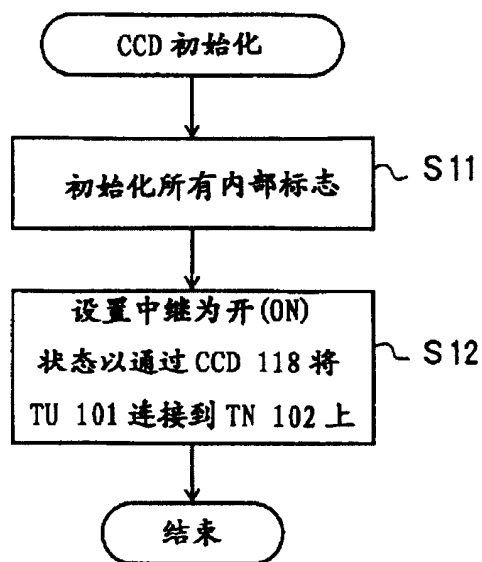 CCD 初始化
初始化所有内部标志
S11
设置中继为开(ON)
状态以通过 CCD 118 将
TU 101 连接到 TN 102 上
S12
结束